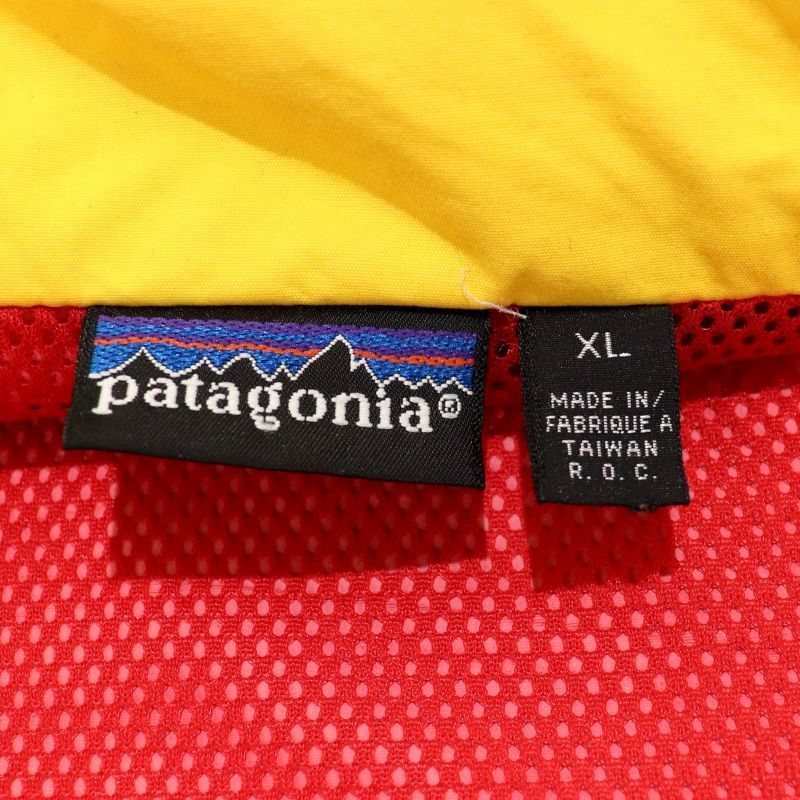 patagonia®
XL
MADE IN/
FABRIQUE A
TAIWAN
R. O. C.